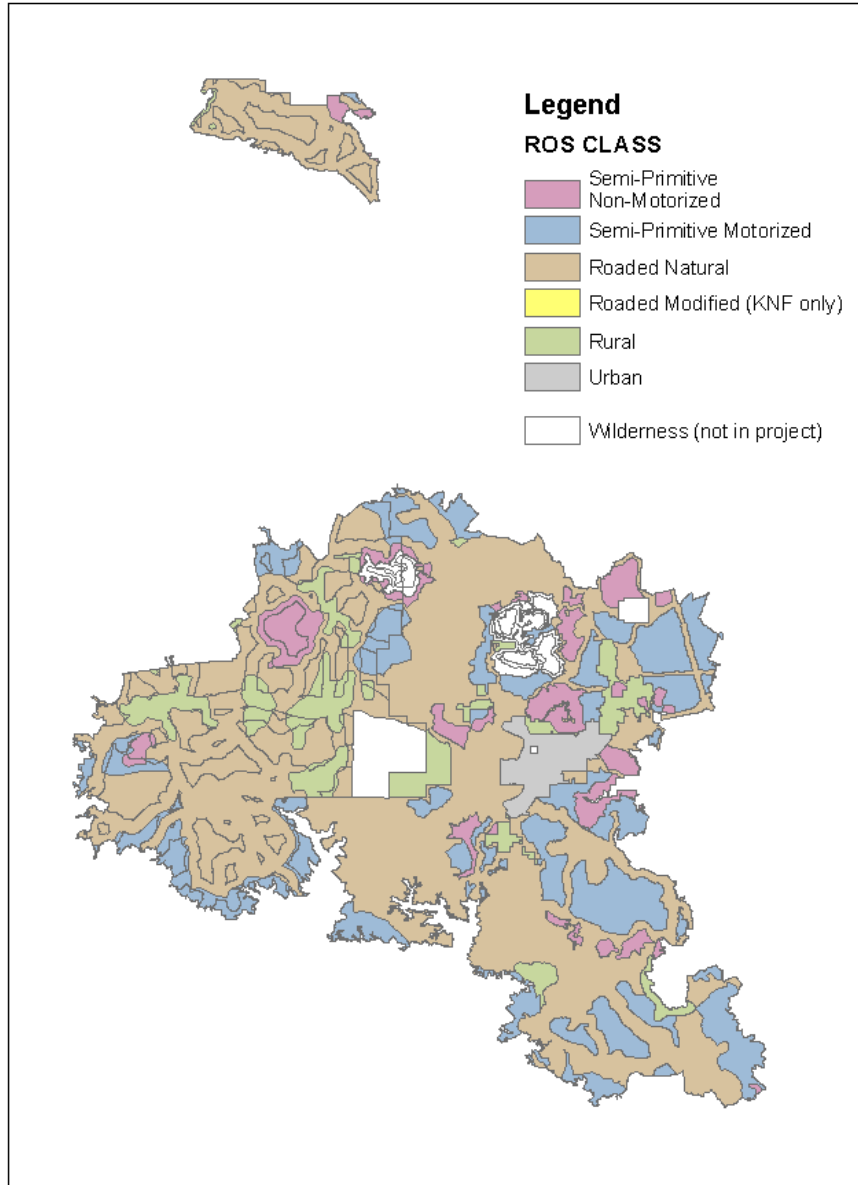 Legend
ROS CLASS
Semi-Primitive
Non-Motorized
Semi-Primitive Motorized
Roaded Natural
Roaded Modified (KNF only)
Rural
Urban
Wilderness (not in project)